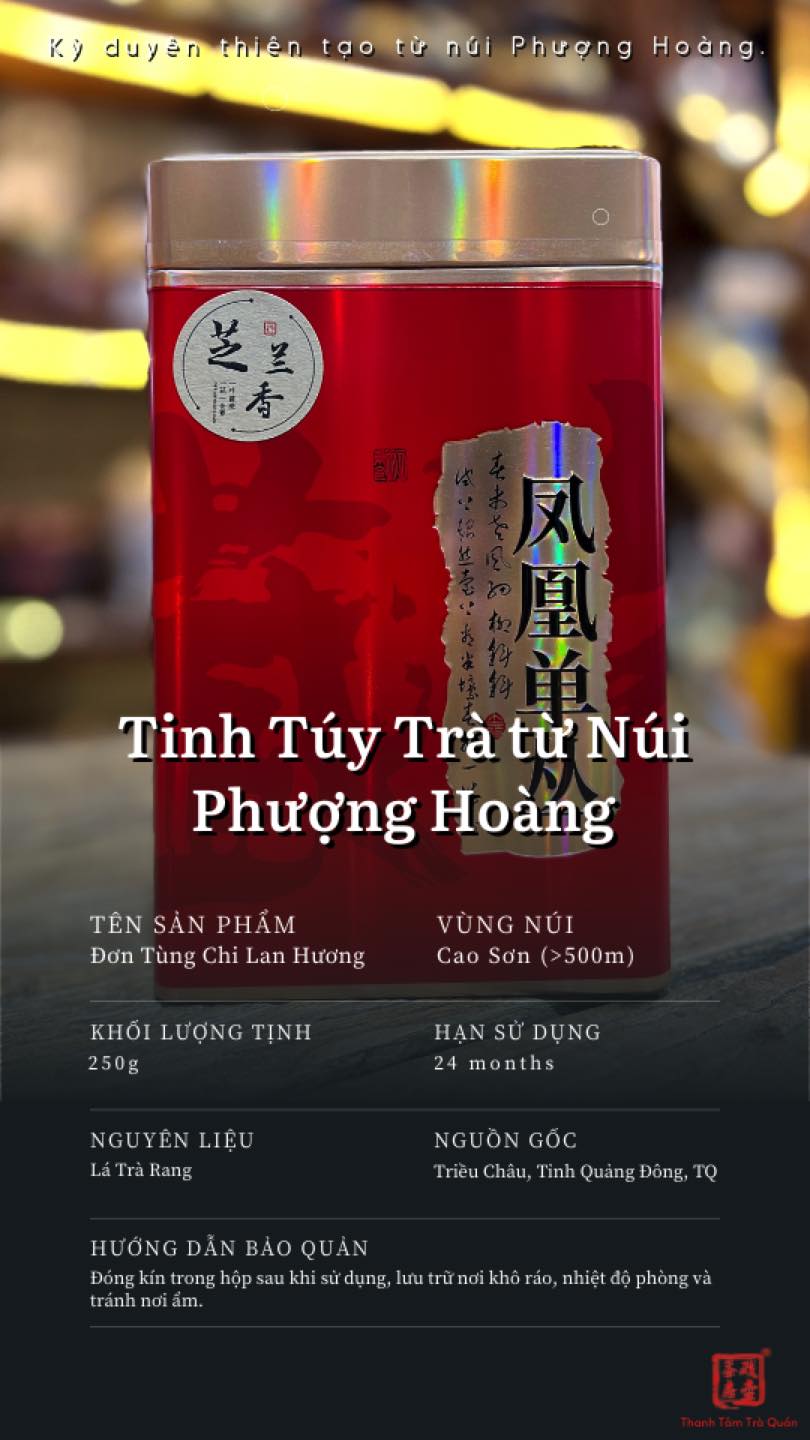 Kỳ duyên thiên tạo từ núi Phượng Hoàng.
芝兰香
凤凰单丛
Tinh Túy Trà từ Núi
Phượng Hoàng
TÊN SẢN PHẨM
Đơn Tùng Chi Lan Hương
VÙNG NÚI
Cao Sơn (>500m)
KHỐI LƯỢNG TỊNH
250g
HẠN SỬ DỤNG
24 months
NGUYÊN LIỆU
Lá Trà Rang
NGUỒN GỐC
Triều Châu, Tỉnh Quảng Đông, TQ
HƯỚNG DẪN BẢO QUẢN
Đóng kín trong hộp sau khi sử dụng, lưu trữ nơi khô ráo, nhiệt độ phòng và
tránh nơi ẩm.
Thanh Tâm Trà Quán